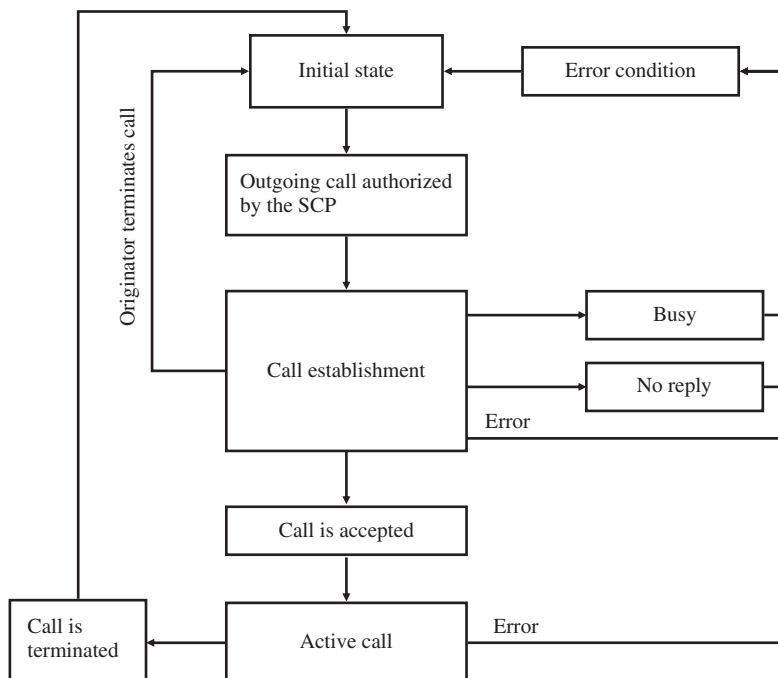 Initial state
Error condition
Originator terminates call
Outgoing call authorized
by the SCP
Busy
Call establishment
No reply
Error
Call is accepted
Call is
terminated
Active call
Error